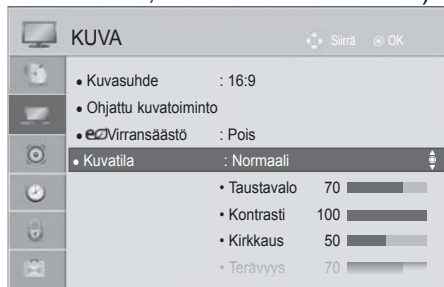 KUVA
Siirrä OK
• Kuvasuhde : 16:9
• Ohjattu kuvatoiminto
• eco Virransäästö : Pois
• Kuvatila : Normaali
• Taustavalo 70
• Kontrasti 100
• Kirkkaus 50
• Terävyys 70